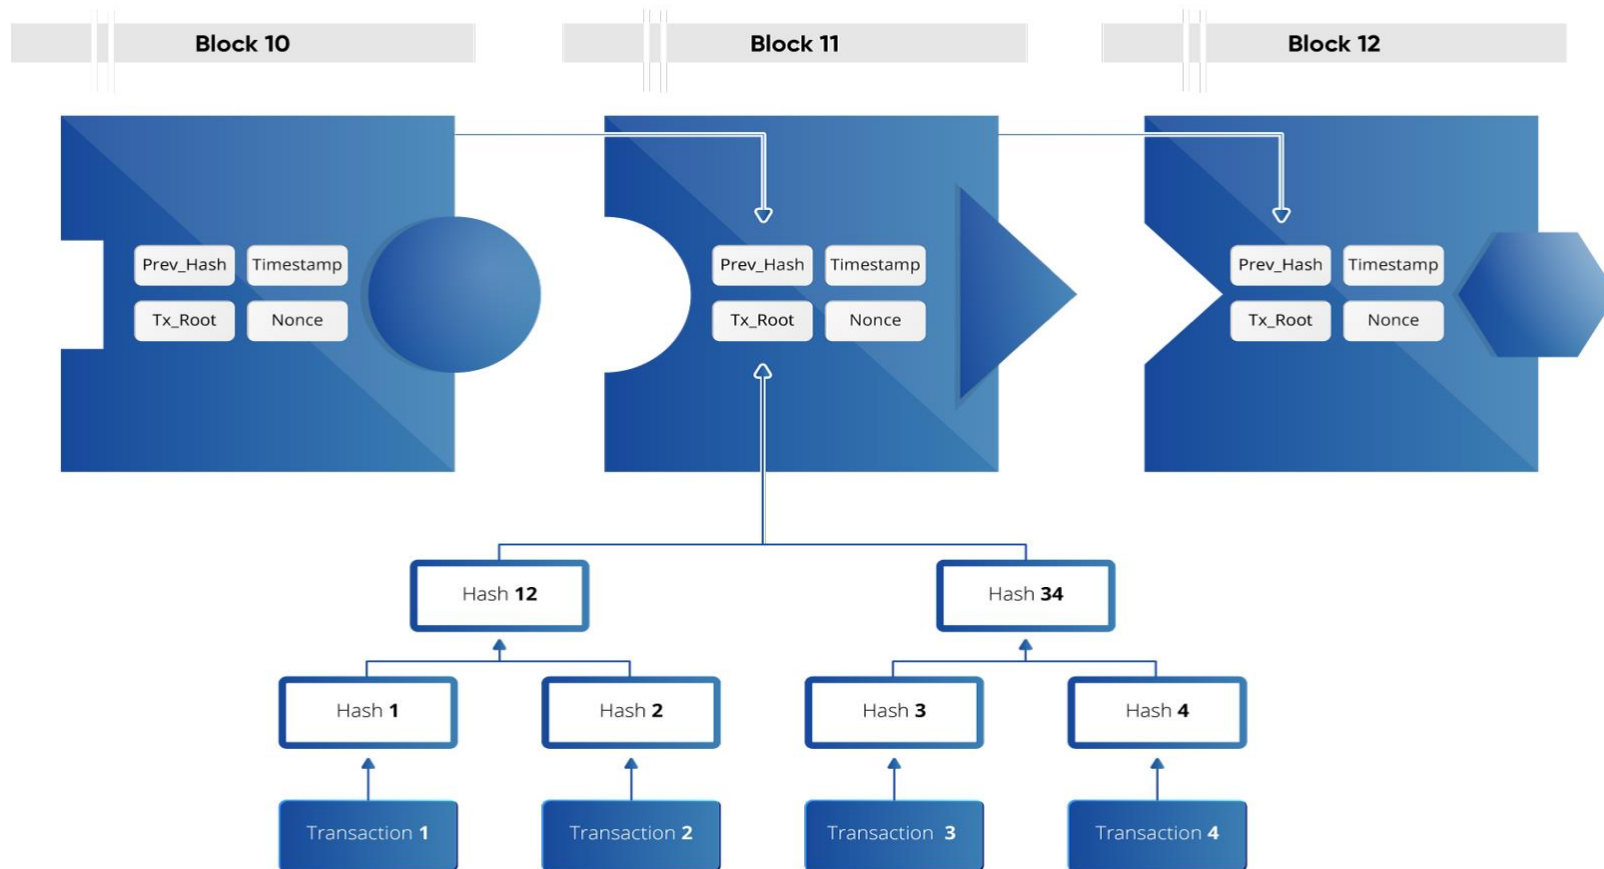 Block 10
Block 11
Block 12
Prev_Hash Timestamp
Tx_Root Nonce
Prev_Hash Timestamp
Tx_Root Nonce
Prev_Hash Timestamp
Tx_Root Nonce
Hash 12
Hash 34
Hash 1
Hash 2
Hash 3
Hash 4
Transaction 1
Transaction 2
Transaction 3
Transaction 4